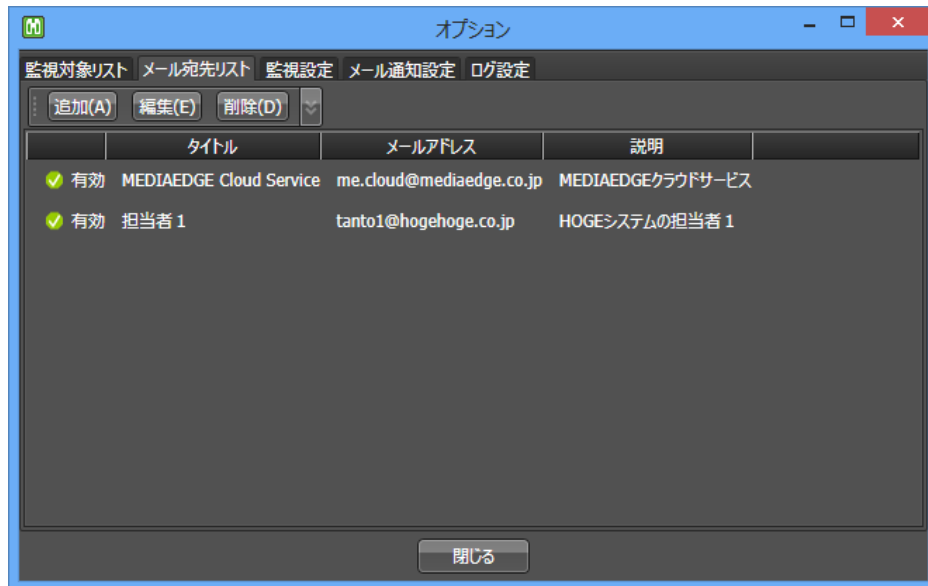 オプション
監視対象リスト メール宛先リスト 監視設定 メール通知設定 ログ設定
追加(A) 編集(E) 削除(D)
タイトル メールアドレス 説明
有効 MEDIAEDGE Cloud Service me.cloud@mediaedge.co.jp MEDIAEDGEクラウドサービス
有効 担当者1 tanto1@hogehoge.co.jp HOGEシステムの担当者1
閉じる